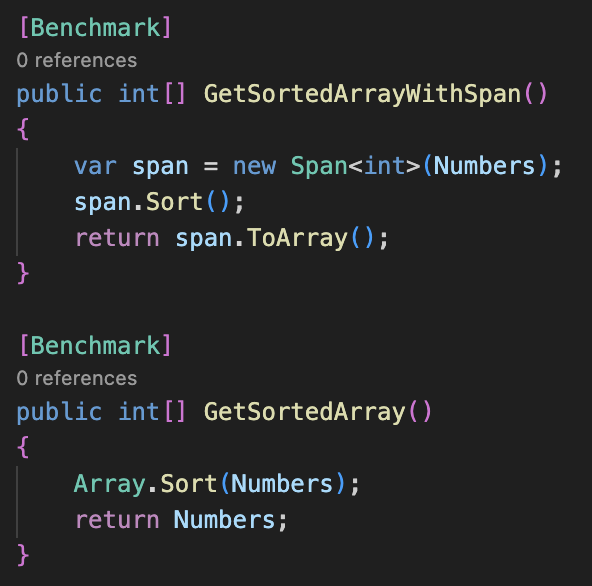 [Benchmark]
0 references
public int[] GetSortedArrayWithSpan()
{
    var span = new Span<int>(Numbers);
    span.Sort();
    return span.ToArray();
}

[Benchmark]
0 references
public int[] GetSortedArray()
{
    Array.Sort(Numbers);
    return Numbers;
}